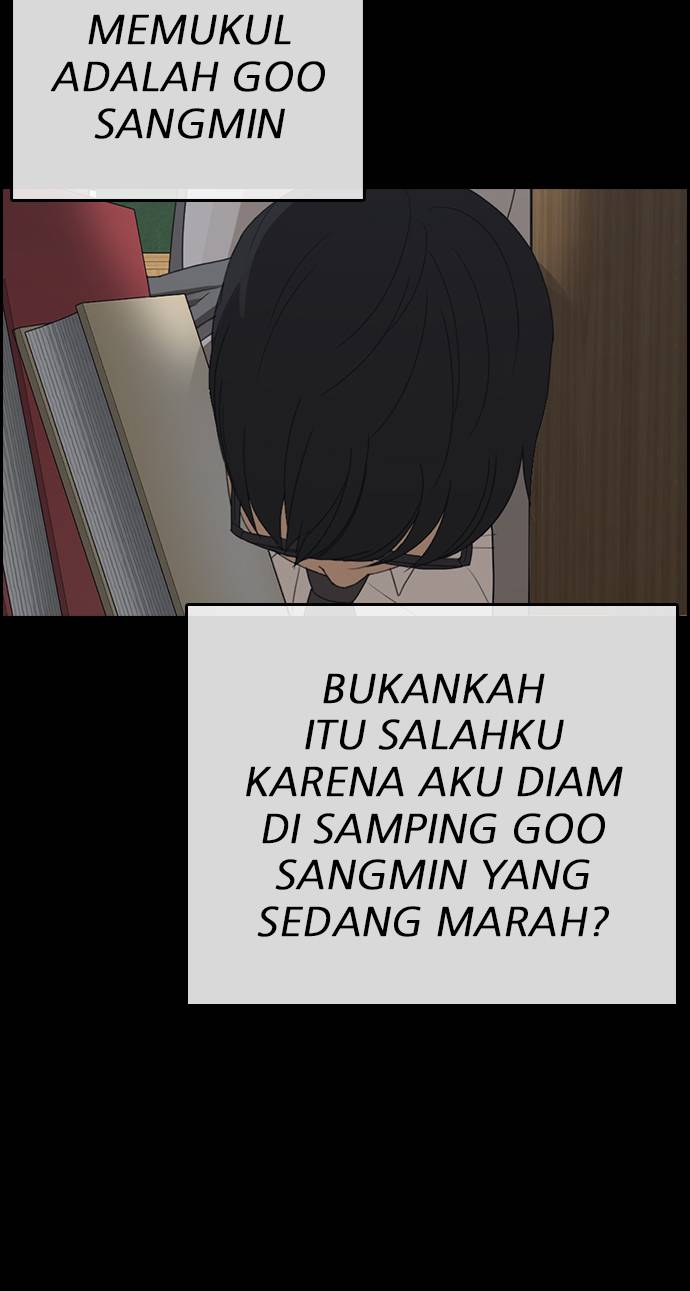 MEMUKUL
ADALAH GOO
SANGMIN
BUKANKAH
ITU SALAHKU
KARENA AKU DIAM
DI SAMPING GOO
SANGMIN YANG
SEDANG MARAH?